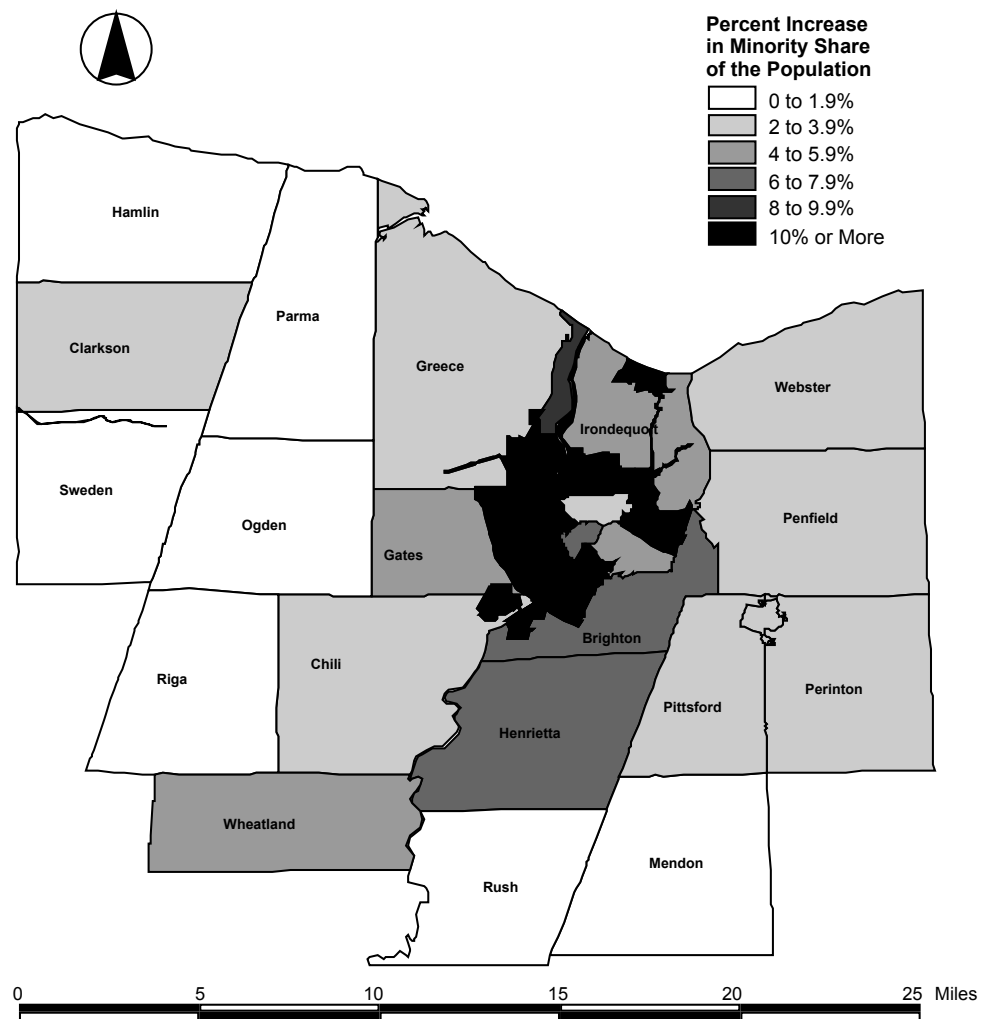 Percent Increase
in Minority Share
of the Population
0 to 1.9%
2 to 3.9%
4 to 5.9%
6 to 7.9%
8 to 9.9%
10% or More
Hamlin
Parma
Clarkson
Greece
Webster
Irondequoit
Sweden
Ogden
Penfield
Gates
Brighton
Chili
Riga
Perinton
Pittsford
Henrietta
Wheatland
Mendon
Rush
0 5 10 15 20 25 Miles